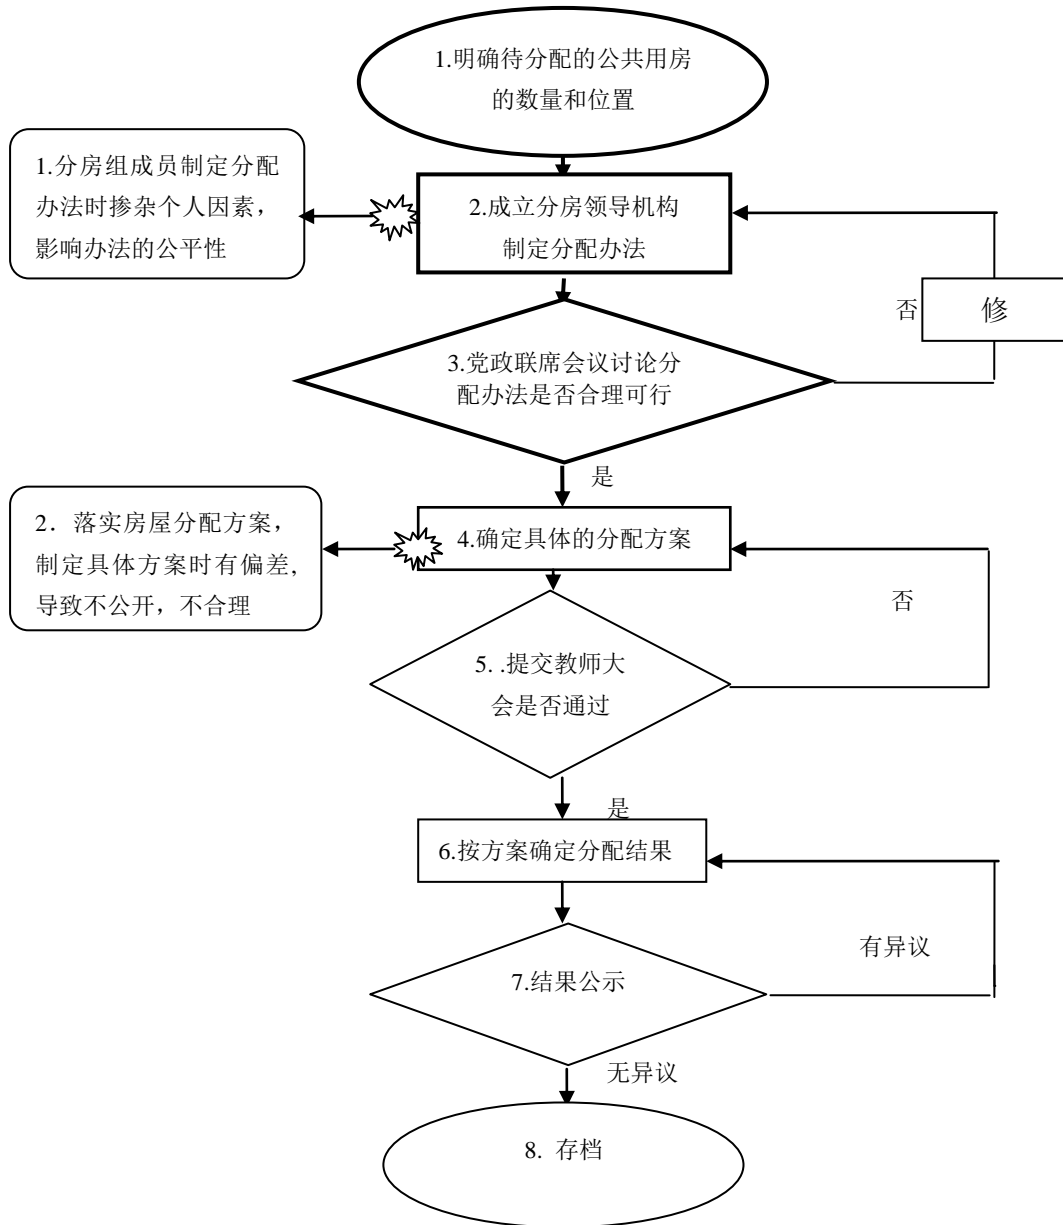 1.明确待分配的公共用房
的数量和位置
1.分房组成员制定分配
办法时掺杂个人因素，
影响办法的公平性
2.成立分房领导机构
制定分配办法
否
修
3.党政联席会议讨论分
配办法是否合理可行
是
2．落实房屋分配方案，
制定具体方案时有偏差,
导致不公开，不合理
4.确定具体的分配方案
否
5. .提交教师大
会是否通过
是
6.按方案确定分配结果
有异议
7.结果公示
无异议
8. 存档